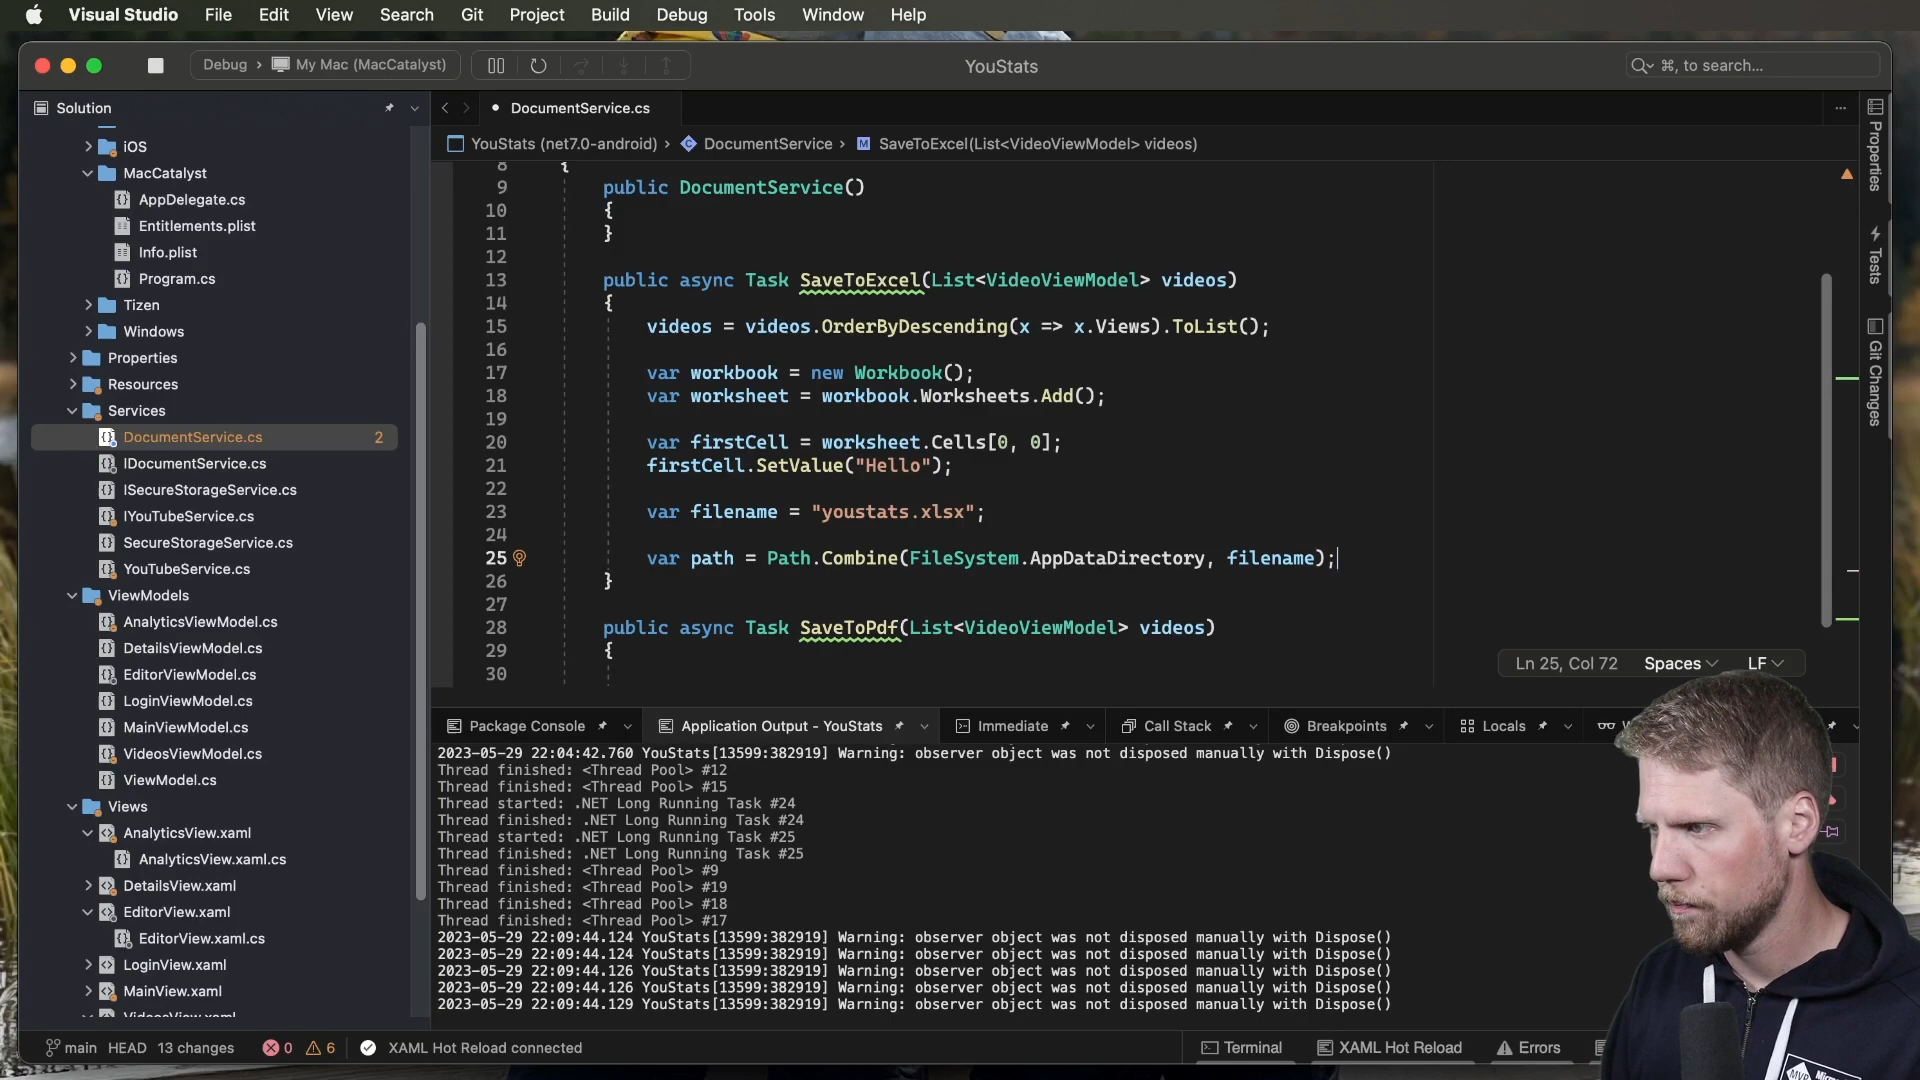 Visual Studio File Edit View Search Git Project Build Debug Tools Window Help
Debug › My Mac (MacCatalyst)
YouStats
⌘, to search...
Solution
DocumentService.cs
YouStats (net7.0-android) › DocumentService › SaveToExcel(List<VideoViewModel> videos)
iOS
MacCatalyst
AppDelegate.cs
Entitlements.plist
Info.plist
Program.cs
Tizen
Windows
Properties
Resources
Services
DocumentService.cs 2
IDocumentService.cs
ISecureStorageService.cs
IYouTubeService.cs
SecureStorageService.cs
YouTubeService.cs
ViewModels
AnalyticsViewModel.cs
DetailsViewModel.cs
EditorViewModel.cs
LoginViewModel.cs
MainViewModel.cs
VideosViewModel.cs
ViewModel.cs
Views
AnalyticsView.xaml
AnalyticsView.xaml.cs
DetailsView.xaml
EditorView.xaml
EditorView.xaml.cs
LoginView.xaml
MainView.xaml
VideosView.xaml
8 {
9 public DocumentService()
10 {
11 }
12
13 public async Task SaveToExcel(List<VideoViewModel> videos)
14 {
15 videos = videos.OrderByDescending(x => x.Views).ToList();
16
17 var workbook = new Workbook();
18 var worksheet = workbook.Worksheets.Add();
19
20 var firstCell = worksheet.Cells[0, 0];
21 firstCell.SetValue("Hello");
22
23 var filename = "youstats.xlsx";
24
25 var path = Path.Combine(FileSystem.AppDataDirectory, filename);
26 }
27
28 public async Task SaveToPdf(List<VideoViewModel> videos)
29 {
30
Ln 25, Col 72 Spaces LF
Properties
Tests
Git Changes
Package Console Application Output - YouStats Immediate Call Stack Breakpoints Locals
2023-05-29 22:04:42.760 YouStats[13599:382919] Warning: observer object was not disposed manually with Dispose()
Thread finished: <Thread Pool> #12
Thread finished: <Thread Pool> #15
Thread started: .NET Long Running Task #24
Thread finished: .NET Long Running Task #24
Thread started: .NET Long Running Task #25
Thread finished: .NET Long Running Task #25
Thread finished: <Thread Pool> #9
Thread finished: <Thread Pool> #19
Thread finished: <Thread Pool> #18
Thread finished: <Thread Pool> #17
2023-05-29 22:09:44.124 YouStats[13599:382919] Warning: observer object was not disposed manually with Dispose()
2023-05-29 22:09:44.124 YouStats[13599:382919] Warning: observer object was not disposed manually with Dispose()
2023-05-29 22:09:44.126 YouStats[13599:382919] Warning: observer object was not disposed manually with Dispose()
2023-05-29 22:09:44.126 YouStats[13599:382919] Warning: observer object was not disposed manually with Dispose()
2023-05-29 22:09:44.129 YouStats[13599:382919] Warning: observer object was not disposed manually with Dispose()
main HEAD 13 changes 0 6 XAML Hot Reload connected
Terminal XAML Hot Reload Errors
MVP